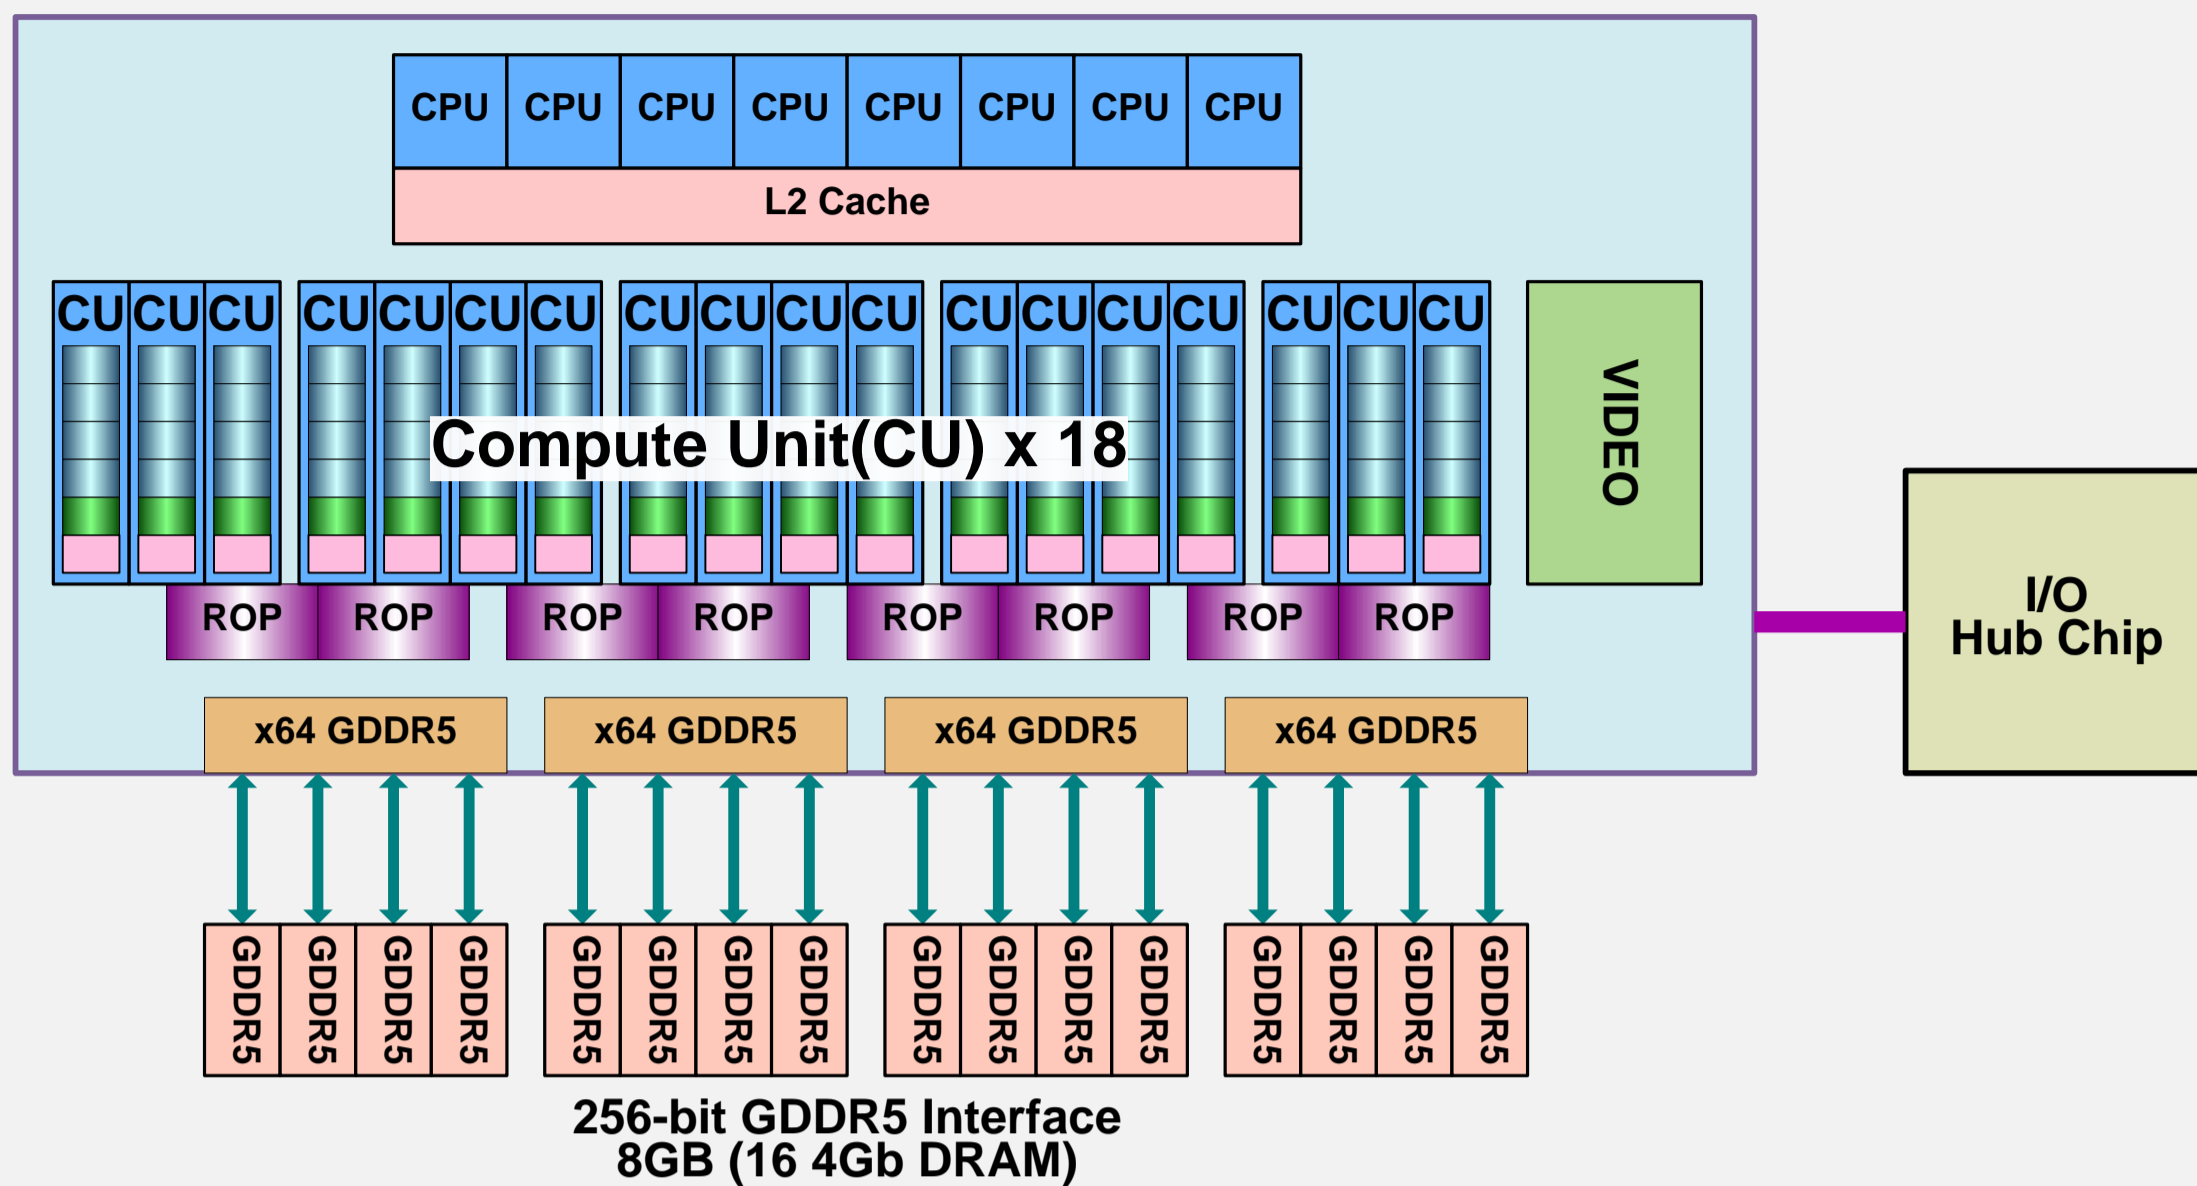 CPU CPU CPU CPU CPU CPU CPU CPU
L2 Cache
CU CU CU CU CU CU CU CU CU CU CU CU CU CU CU CU CU CU
Compute Unit(CU) x 18
VIDEO
ROP ROP ROP ROP ROP ROP ROP ROP
I/O
Hub Chip
x64 GDDR5 x64 GDDR5 x64 GDDR5 x64 GDDR5
GDDR5 GDDR5 GDDR5 GDDR5 GDDR5 GDDR5 GDDR5 GDDR5 GDDR5 GDDR5 GDDR5 GDDR5 GDDR5 GDDR5 GDDR5 GDDR5
256-bit GDDR5 Interface
8GB (16 4Gb DRAM)